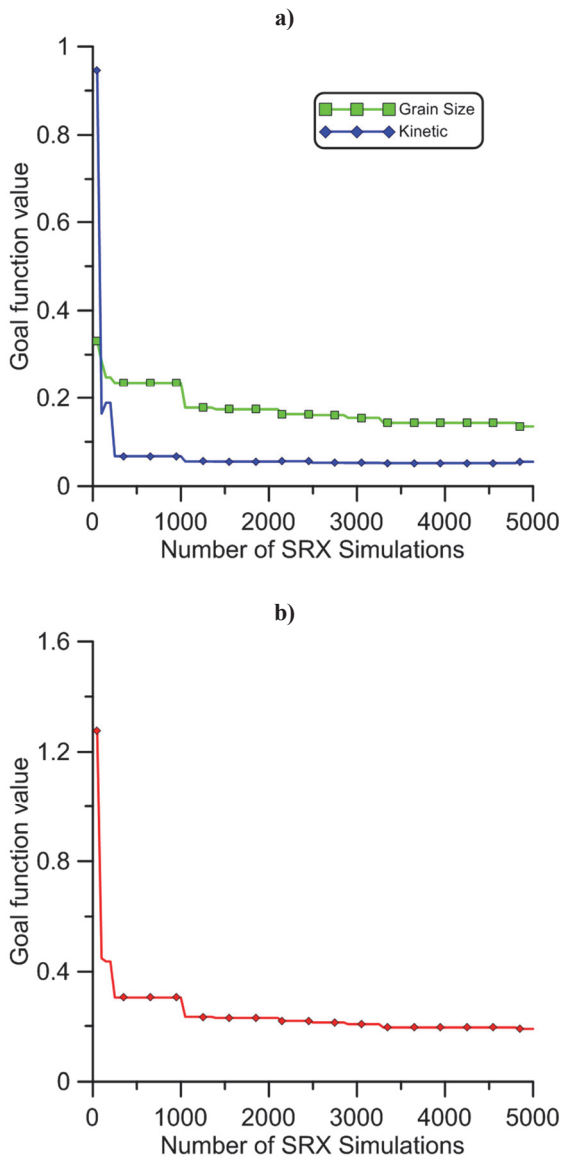 a)
1
0.8
0.6
0.4
0.2
0
Goal function value
Grain Size
Kinetic
0 1000 2000 3000 4000 5000
Number of SRX Simulations
b)
1.6
1.2
0.8
0.4
0
Goal function value
0 1000 2000 3000 4000 5000
Number of SRX Simulations